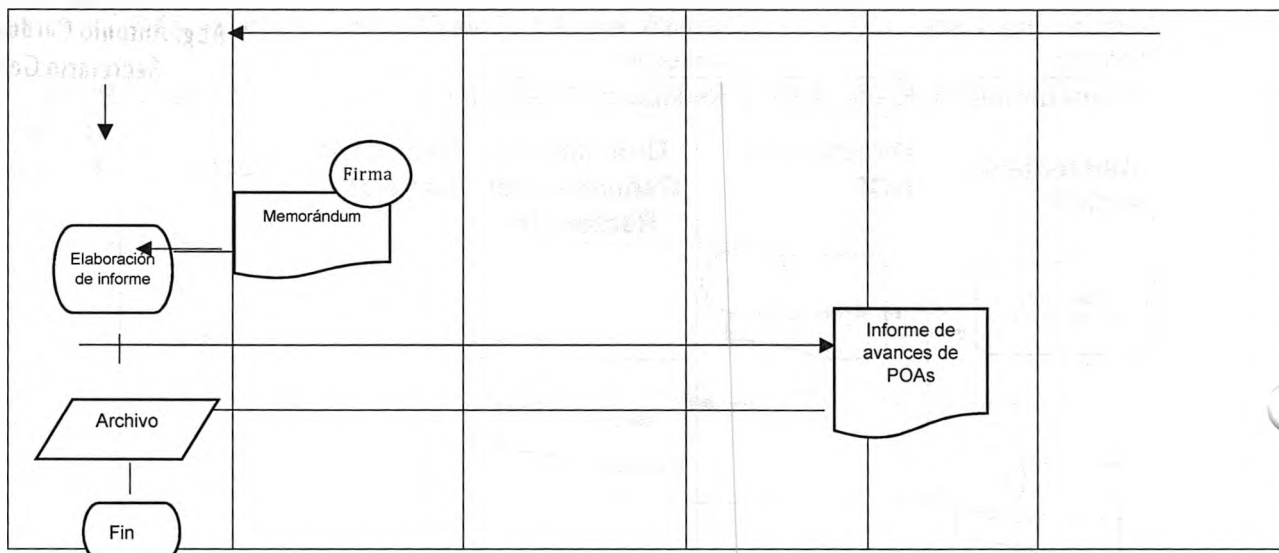 Firma
Memorándum
Elaboración
de informe
Informe de
avances de
POAs
Archivo
Fin